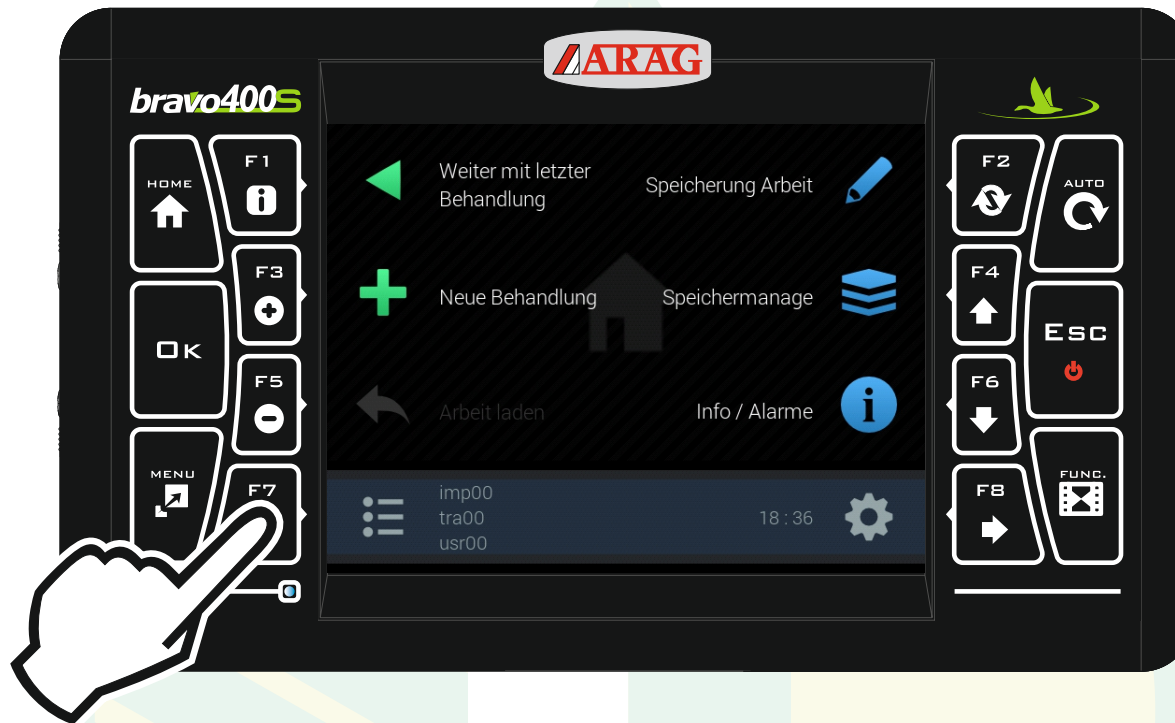 ARAG
bravo400S
HOME
F1
F3
OK
F5
MENU
F7
Weiter mit letzter
Behandlung
Speicherung Arbeit
Neue Behandlung
Speichermanage
Arbeit laden
Info / Alarme
imp00
tra00
usr00
18 : 36
F2
AUTO
F4
ESC
F6
FUNC.
F8